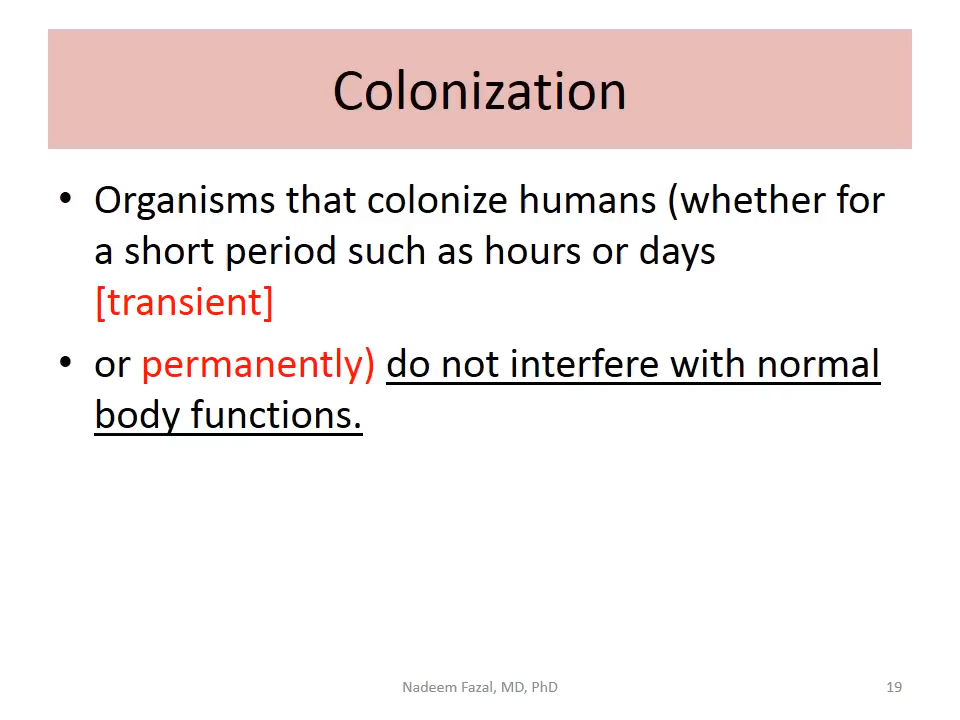 Colonization
• Organisms that colonize humans (whether for
a short period such as hours or days
[transient]
• or permanently) do not interfere with normal
body functions.
Nadeem Fazal, MD, PhD
19